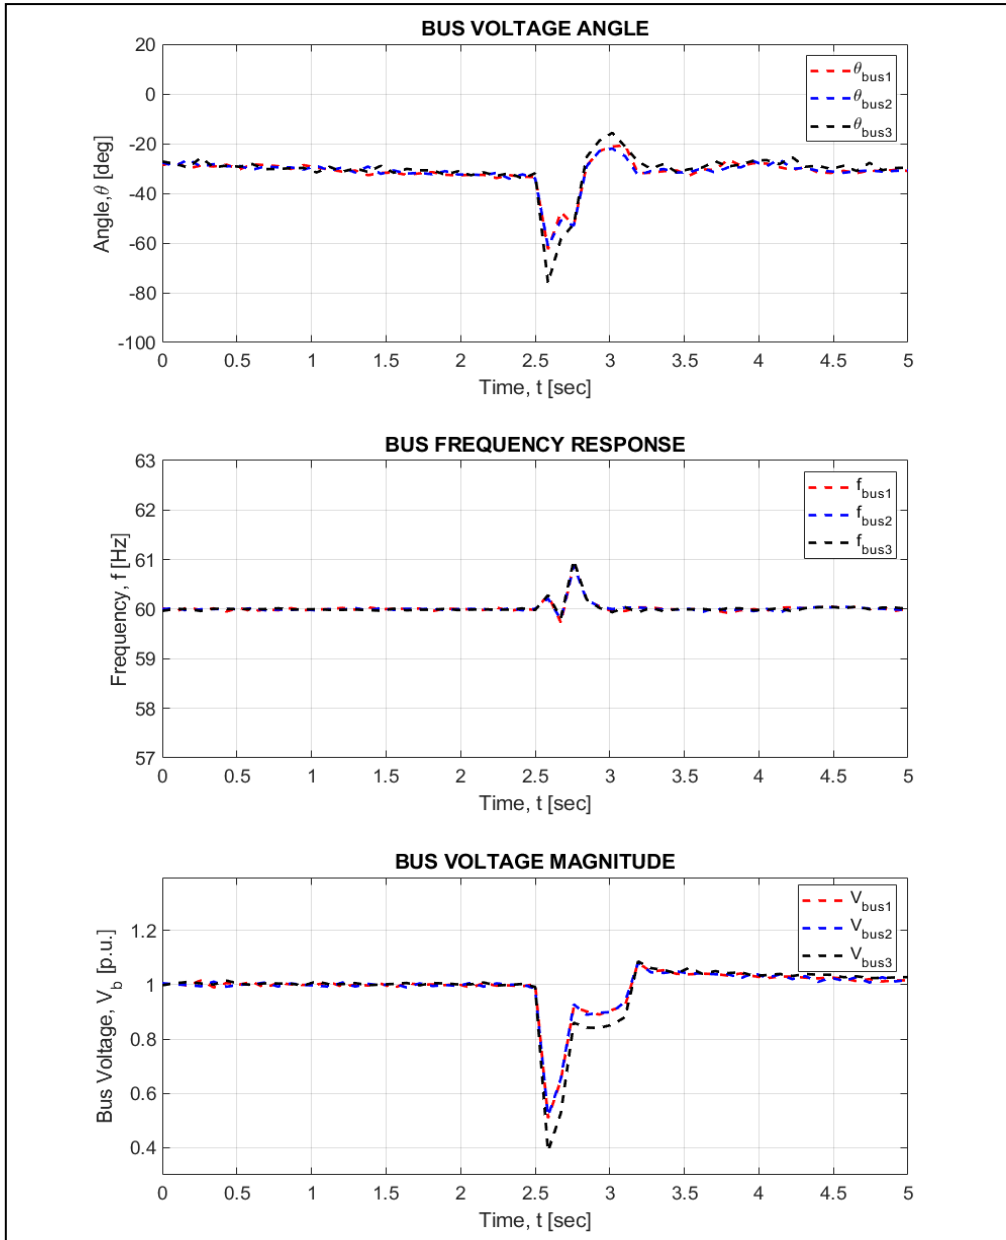 BUS VOLTAGE ANGLE
20
0
-20
-40
-60
-80
-100
Angle,θ [deg]
θbus1
θbus2
θbus3
0 0.5 1 1.5 2 2.5 3 3.5 4 4.5 5
Time, t [sec]
BUS FREQUENCY RESPONSE
63
62
61
60
59
58
57
Frequency, f [Hz]
fbus1
fbus2
fbus3
0 0.5 1 1.5 2 2.5 3 3.5 4 4.5 5
Time, t [sec]
BUS VOLTAGE MAGNITUDE
1.2
1
0.8
0.6
0.4
Bus Voltage, Vb [p.u.]
Vbus1
Vbus2
Vbus3
0 0.5 1 1.5 2 2.5 3 3.5 4 4.5 5
Time, t [sec]